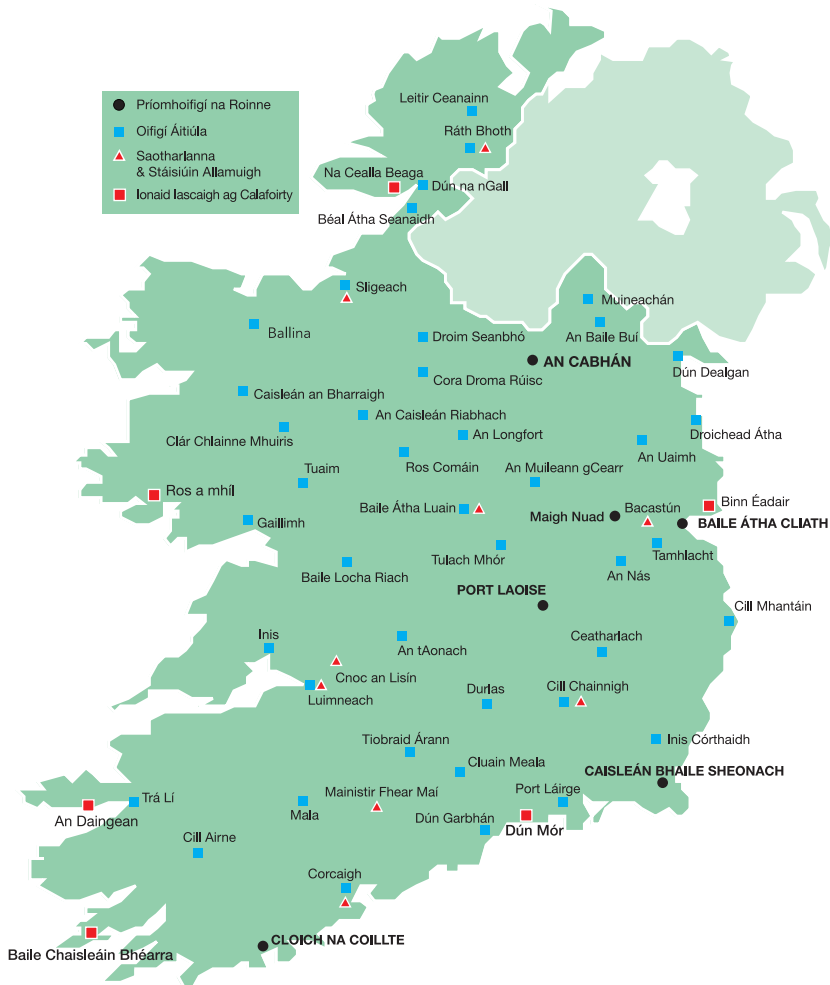 Príomhoifigí na Roinne
Oifigí Áitiúla
Saotharlanna
& Stáisiúin Allamuigh
Ionaid Iascaigh ag Calafoirty
Leitir Ceanainn
Ráth Bhoth
Na Cealla Beaga
Dún na nGall
Béal Átha Seanaidh
Sligeach
Muineachán
Ballina
Droim Seanbhó
An Baile Buí
AN CABHÁN
Dún Dealgan
Cora Droma Rúisc
Caisleán an Bharraigh
An Caisleán Riabhach
Clár Chlainne Mhuiris
An Longfort
Droichead Átha
An Uaimh
Ros Comáin
An Muileann gCearr
Tuaim
Ros a mhíl
Baile Átha Luain
Maigh Nuad
Bacastún
Binn Éadair
BAILE ÁTHA CLIATH
Gaillimh
Tulach Mhór
Tamhlacht
Baile Locha Riach
An Nás
PORT LAOISE
Cill Mhantáin
Inis
An tAonach
Ceatharlach
Cnoc an Lisín
Luimneach
Durlas
Cill Chainnigh
Tiobraid Árann
Inis Córthaidh
Cluain Meala
CAISLEÁN BHAILE SHEONACH
Trá Lí
Mainistir Fhear Maí
Port Láirge
An Daingean
Mala
Dún Garbhán
Dún Mór
Cill Airne
Corcaigh
CLOICH NA COILLTE
Baile Chaisleáin Bhéarra